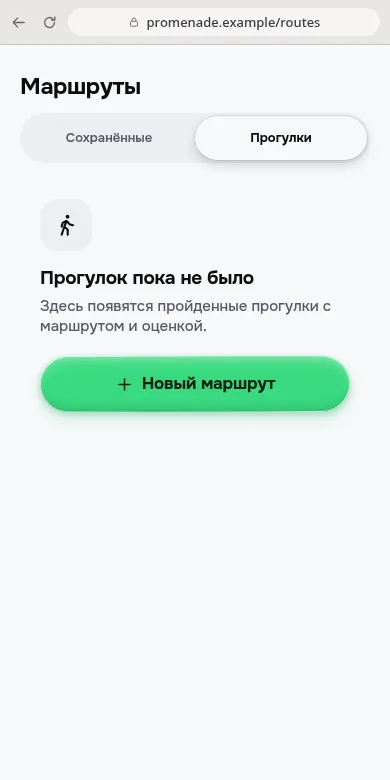 promenade.example/routes
Маршруты
Сохранённые
Прогулки
Прогулок пока не было
Здесь появятся пройденные прогулки с
маршрутом и оценкой.
+ Новый маршрут